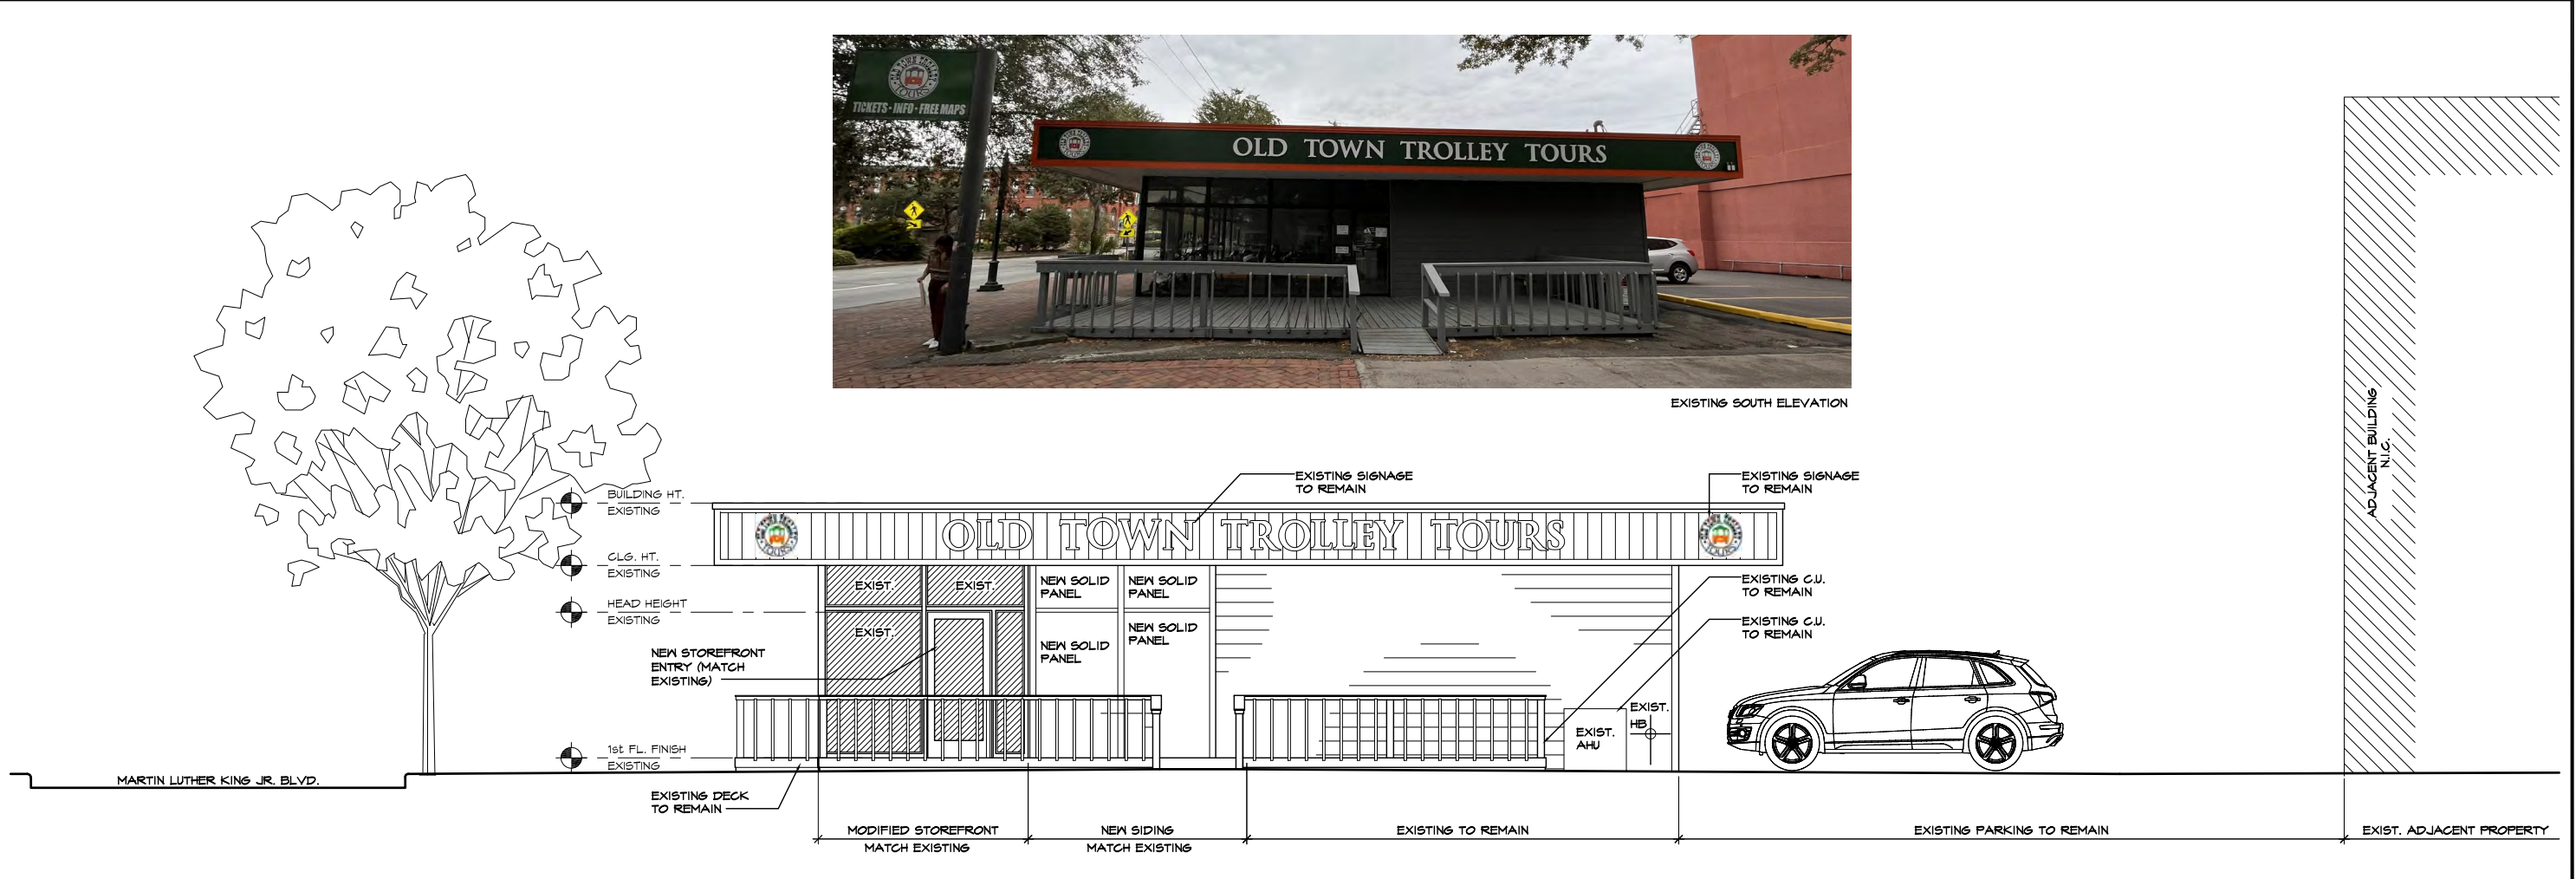 TOURS
TICKETS · INFO · FREE MAPS
OLD TOWN TROLLEY TOURS
EXISTING SOUTH ELEVATION
ADJACENT BUILDING
N.I.C.
EXISTING SIGNAGE
TO REMAIN
EXISTING SIGNAGE
TO REMAIN
BUILDING HT.
EXISTING
TOURS
OLD TOWN TROLLEY TOURS
TOURS
CLG. HT.
EXISTING
EXIST.
EXIST.
NEW SOLID
PANEL
NEW SOLID
PANEL
EXISTING C.U.
TO REMAIN
HEAD HEIGHT
EXISTING
EXIST.
NEW SOLID
PANEL
NEW SOLID
PANEL
EXISTING C.U.
TO REMAIN
NEW STOREFRONT
ENTRY (MATCH
EXISTING)
EXIST.
HB
EXIST.
AHU
1st FL. FINISH
EXISTING
MARTIN LUTHER KING JR. BLVD.
EXISTING DECK
TO REMAIN
MODIFIED STOREFRONT
MATCH EXISTING
NEW SIDING
MATCH EXISTING
EXISTING TO REMAIN
EXISTING PARKING TO REMAIN
EXIST. ADJACENT PROPERTY